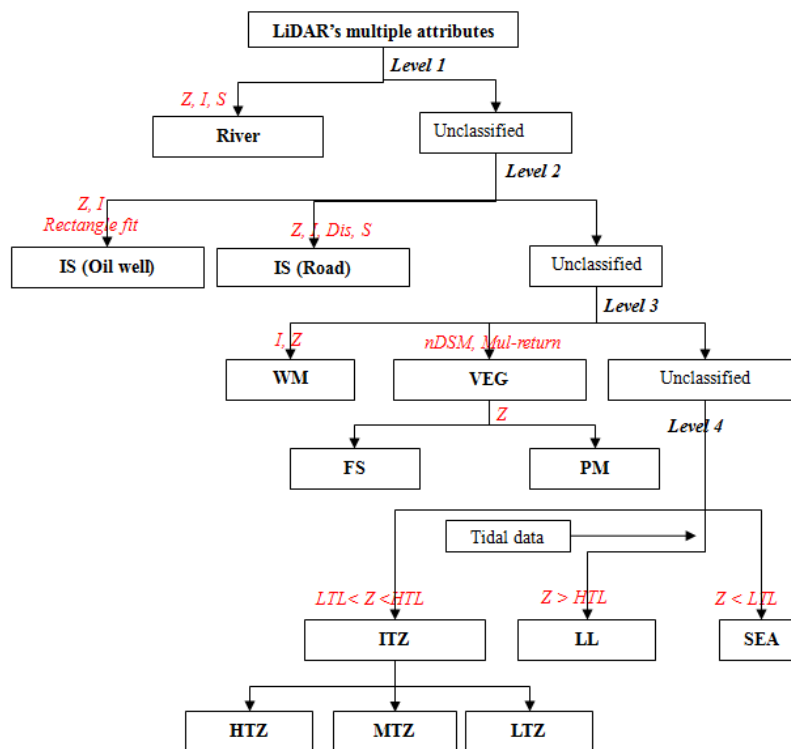 LiDAR's multiple attributes
Level 1
Z, I, S
River
Unclassified
Level 2
Z, I
Rectangle fit
Z, I, Dis, S
IS (Oil well)
IS (Road)
Unclassified
Level 3
I, Z
nDSM, Mul-return
WM
VEG
Unclassified
Z
Level 4
FS
PM
Tidal data
LTL< Z <HTL
Z > HTL
Z < LTL
ITZ
LL
SEA
HTZ
MTZ
LTZ